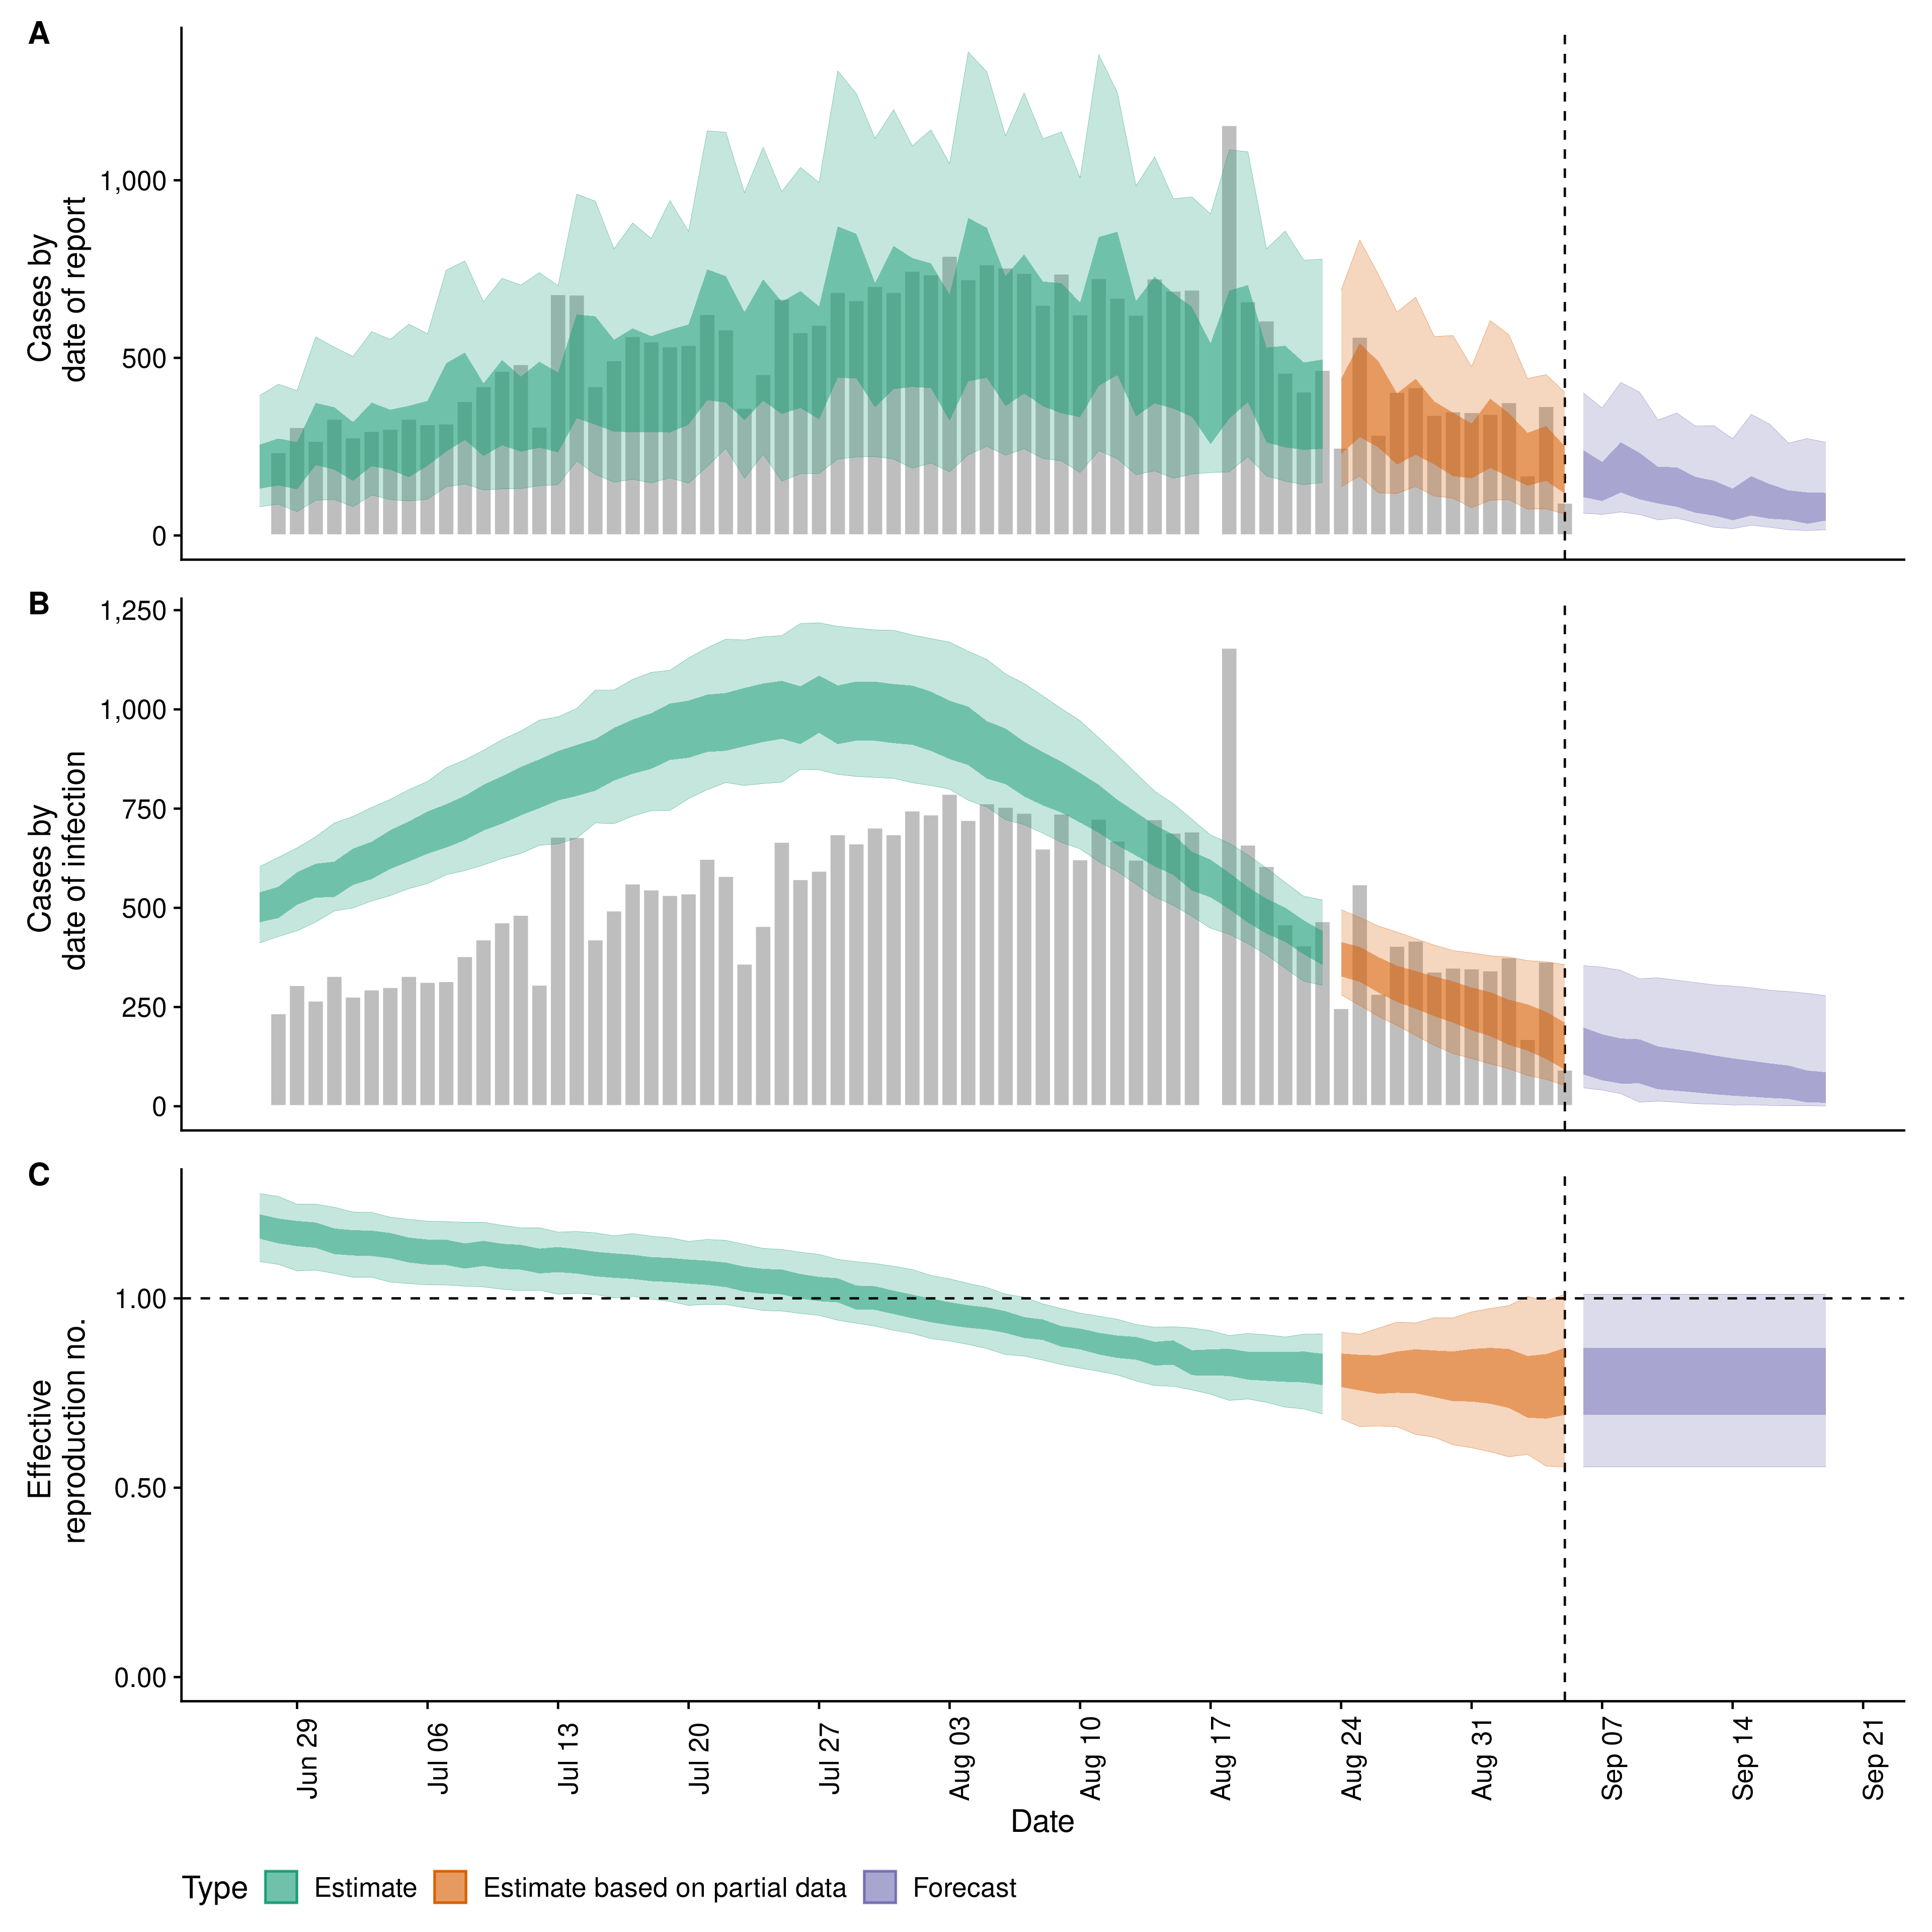 A
Cases by
date of report
1,000
500
0
B
Cases by
date of infection
1,250
1,000
750
500
250
0
C
Effective
reproduction no.
1.00
0.50
0.00
Jun 29
Jul 06
Jul 13
Jul 20
Jul 27
Aug 03
Aug 10
Aug 17
Aug 24
Aug 31
Sep 07
Sep 14
Sep 21
Date
Type Estimate Estimate based on partial data Forecast